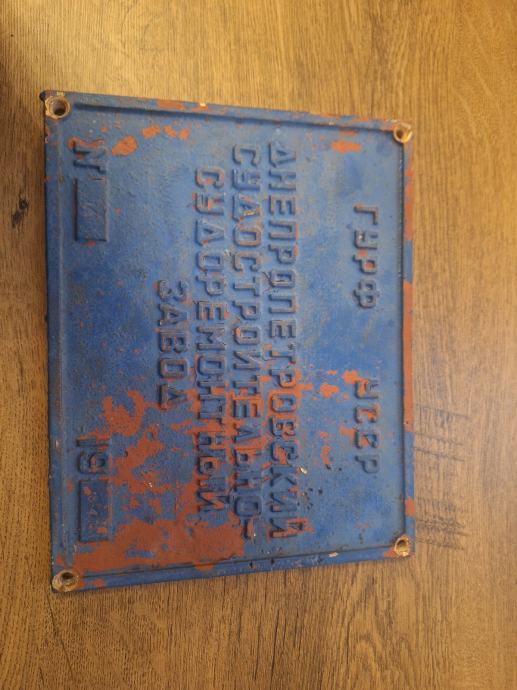 ГУРФ УССР
ДНЕПРОПЕТРОВСКИЙ
СУДОСТРОИТЕЛЬНО-
СУДОРЕМОНТНЫЙ
ЗАВОД
№ 19